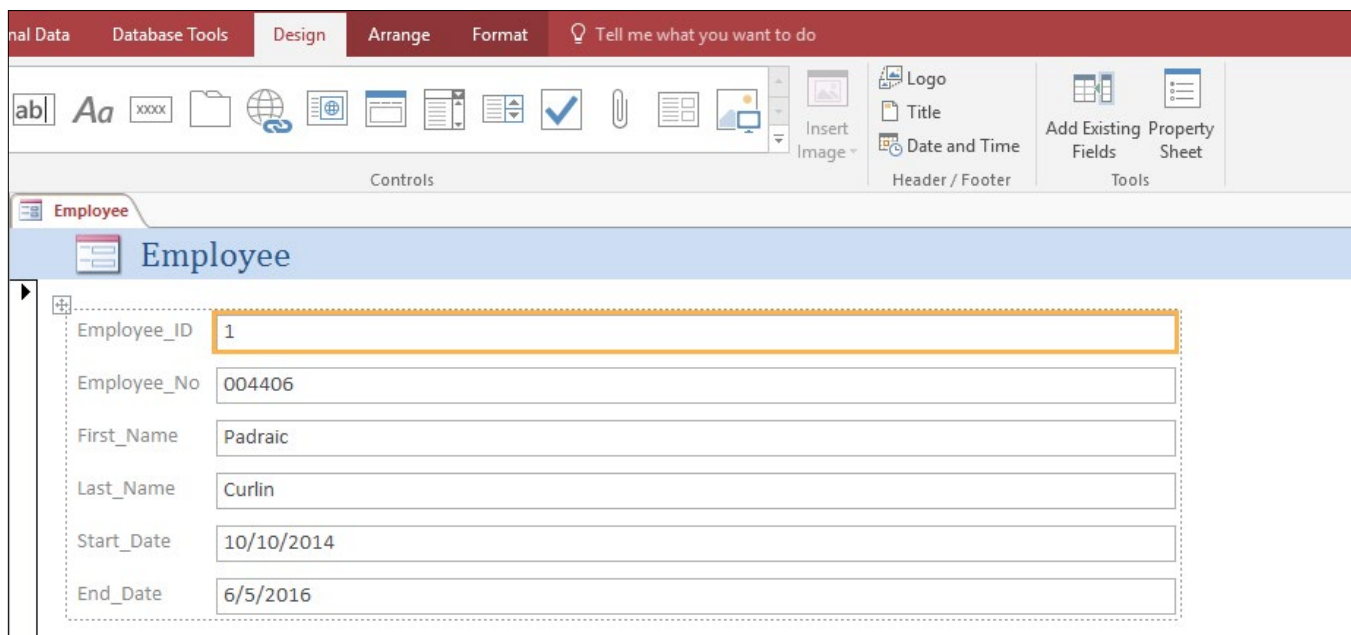 nal Data Database Tools Design Arrange Format Tell me what you want to do
ab Aa xxxx
Insert
Image
Logo
Title
Date and Time
Add Existing
Fields
Property
Sheet
Controls Header / Footer Tools
Employee
Employee
Employee_ID 1
Employee_No 004406
First_Name Padraic
Last_Name Curlin
Start_Date 10/10/2014
End_Date 6/5/2016